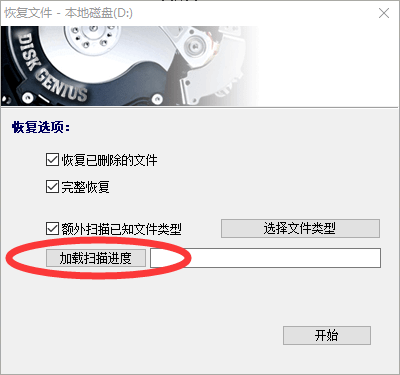 恢复文件 - 本地磁盘(D:)
DISK GENIUS
恢复选项：
恢复已删除的文件
完整恢复
额外扫描已知文件类型
选择文件类型
加载扫描进度
开始